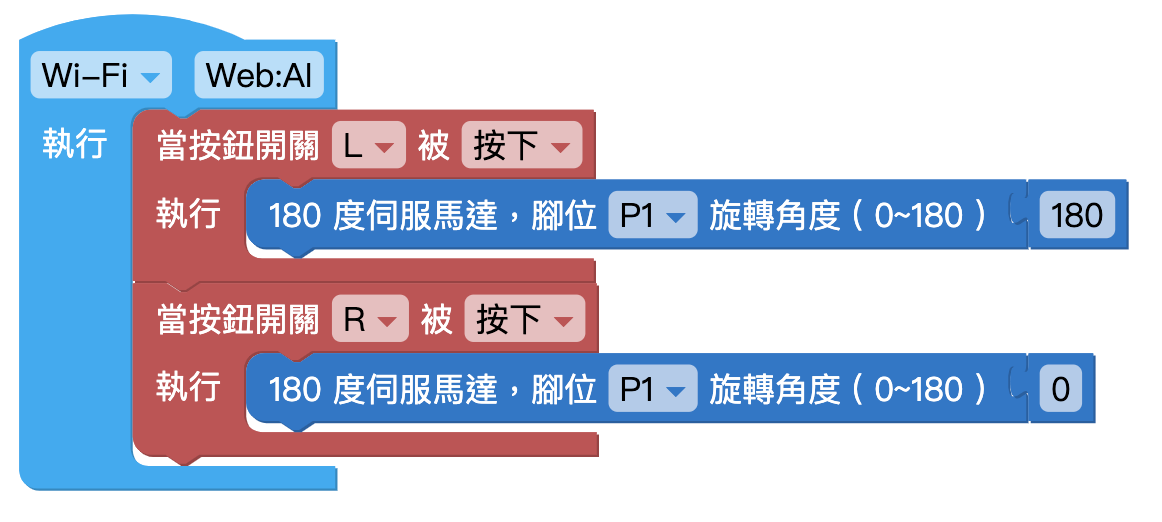 Wi-Fi Web:AI
執行 當按鈕開關 L 被 按下
執行 180 度伺服馬達，腳位 P1 旋轉角度（0~180） 180
當按鈕開關 R 被 按下
執行 180 度伺服馬達，腳位 P1 旋轉角度（0~180） 0